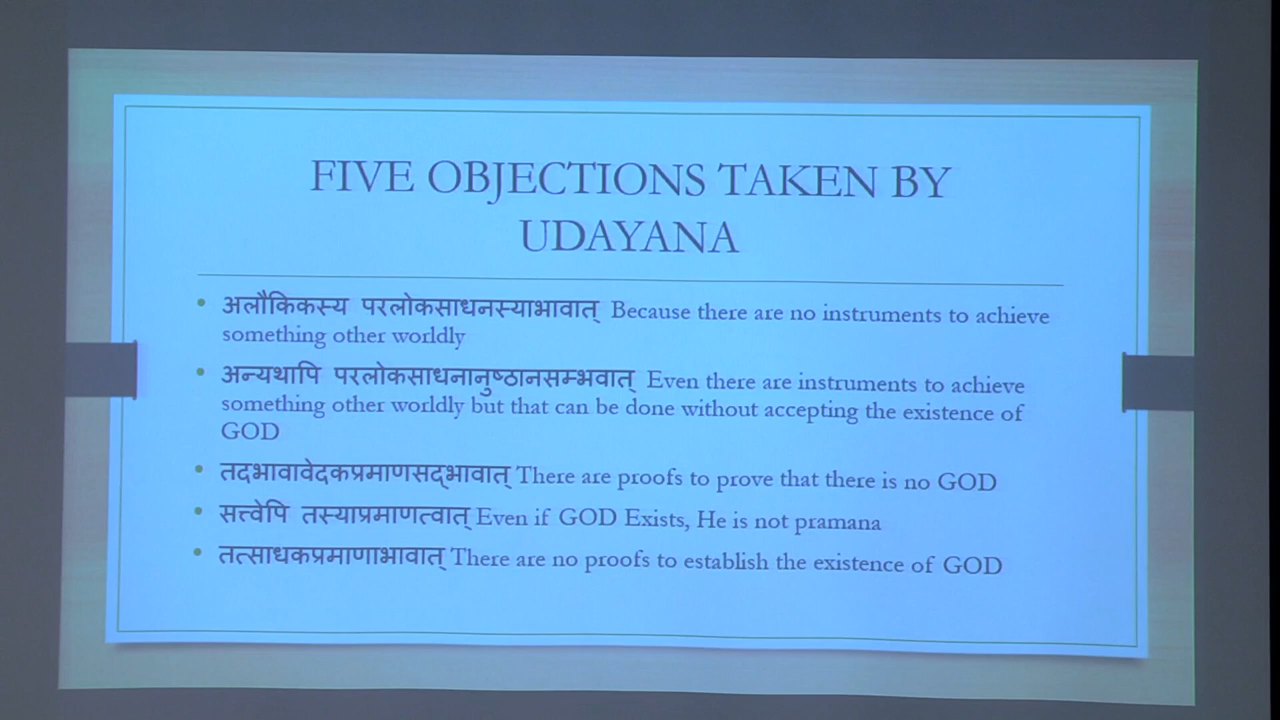 FIVE OBJECTIONS TAKEN BY
UDAYANA
• अलौकिकस्य परलोकसाधनस्याभावात् Because there are no instruments to achieve
something other worldly
• अन्यथापि परलोकसाधनानुष्ठानसम्भवात् Even there are instruments to achieve
something other worldly but that can be done without accepting the existence of
GOD
• तदभावावेदकप्रमाणसद्भावात् There are proofs to prove that there is no GOD
• सत्त्वेपि तस्याप्रमाणत्वात् Even if GOD Exists, He is not pramana
• तत्साधकप्रमाणाभावात् There are no proofs to establish the existence of GOD